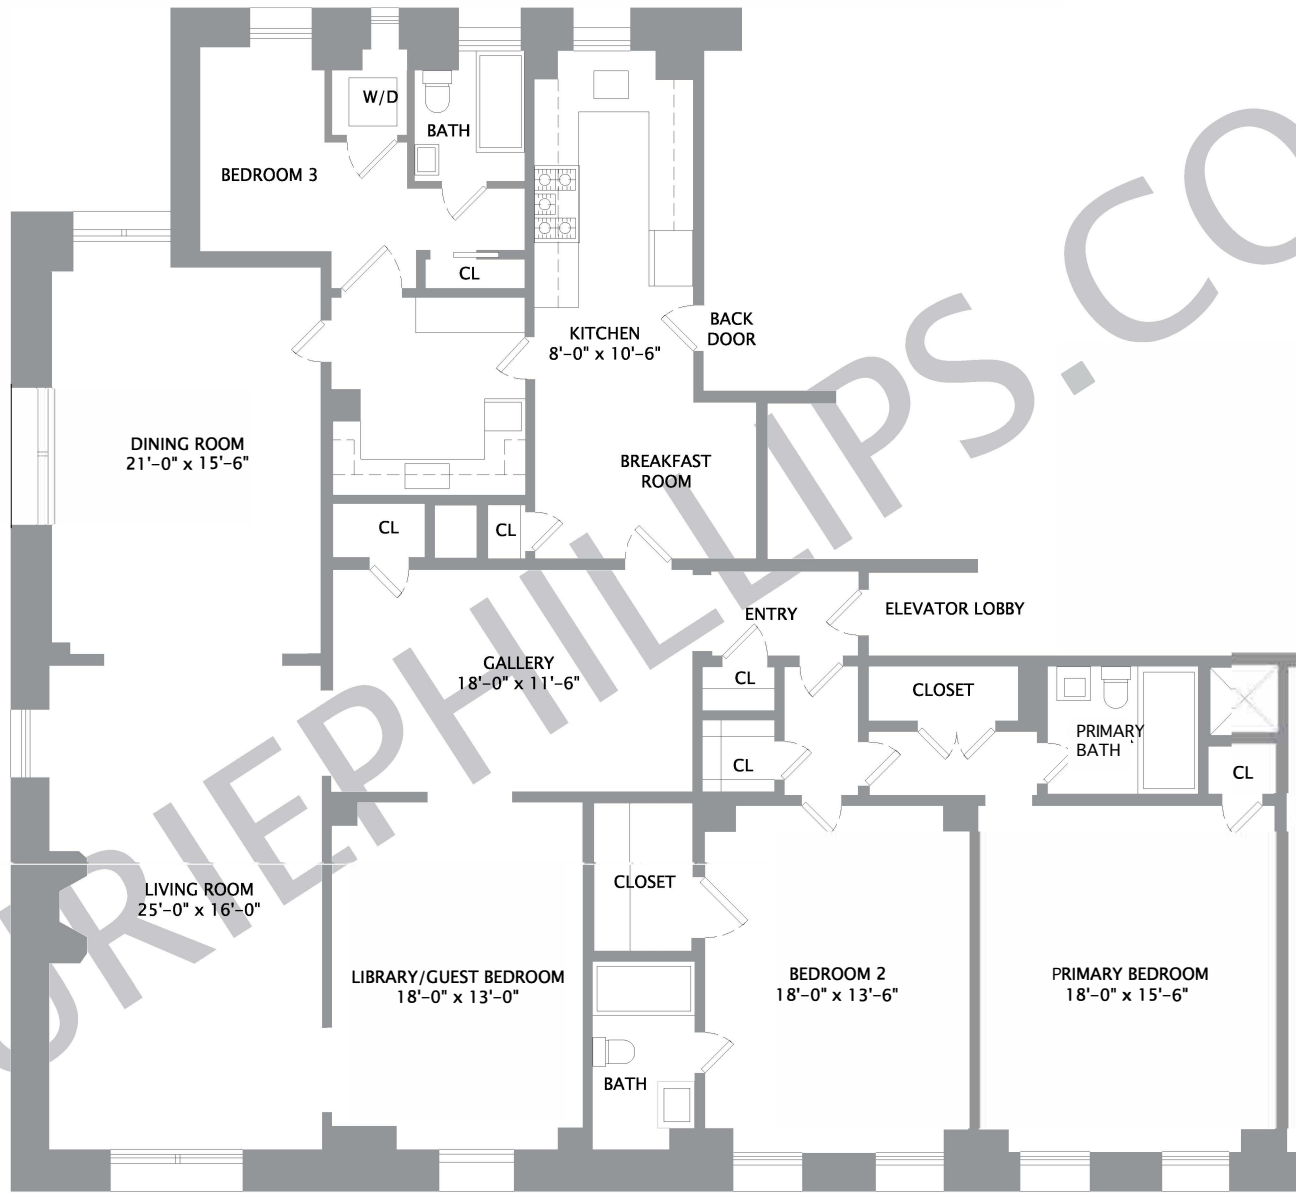 W/D
BATH
BEDROOM 3
CL
KITCHEN
8'-0" x 10'-6"
BACK
DOOR
DINING ROOM
21'-0" x 15'-6"
BREAKFAST
ROOM
CL
CL
ENTRY
ELEVATOR LOBBY
GALLERY
18'-0" x 11'-6"
CL
CLOSET
PRIMARY
BATH
CL
CL
LIVING ROOM
25'-0" x 16'-0"
CLOSET
LIBRARY/GUEST BEDROOM
18'-0" x 13'-0"
BEDROOM 2
18'-0" x 13'-6"
PRIMARY BEDROOM
18'-0" x 15'-6"
BATH
URIEPHILLIPS.CO